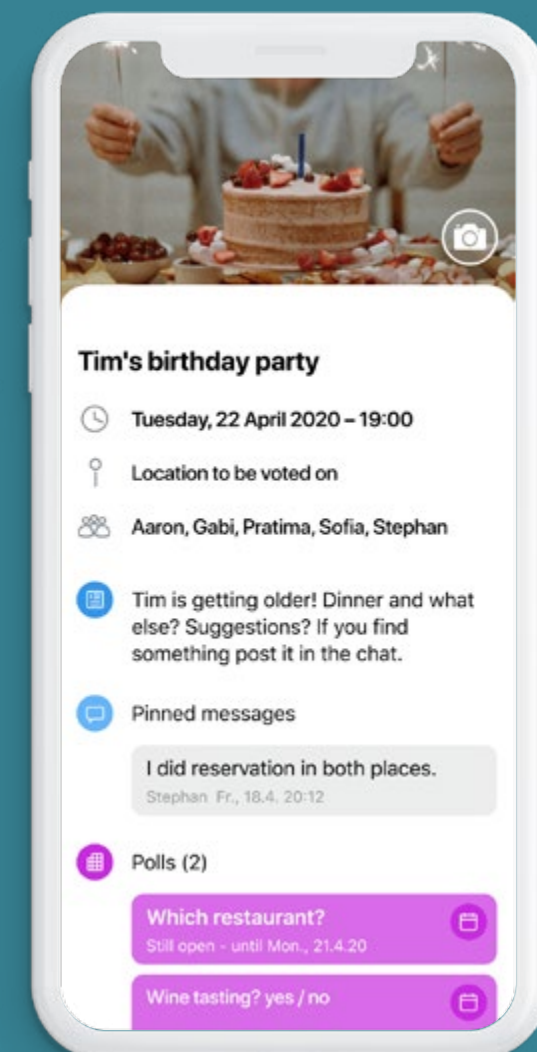 Tim's birthday party
Tuesday, 22 April 2020 – 19:00
Location to be voted on
Aaron, Gabi, Pratima, Sofia, Stephan
Tim is getting older! Dinner and what
else? Suggestions? If you find
something post it in the chat.
Pinned messages
I did reservation in both places.
Stephan Fr., 18.4. 20:12
Polls (2)
Which restaurant?
Still open - until Mon., 21.4.20
Wine tasting? yes / no